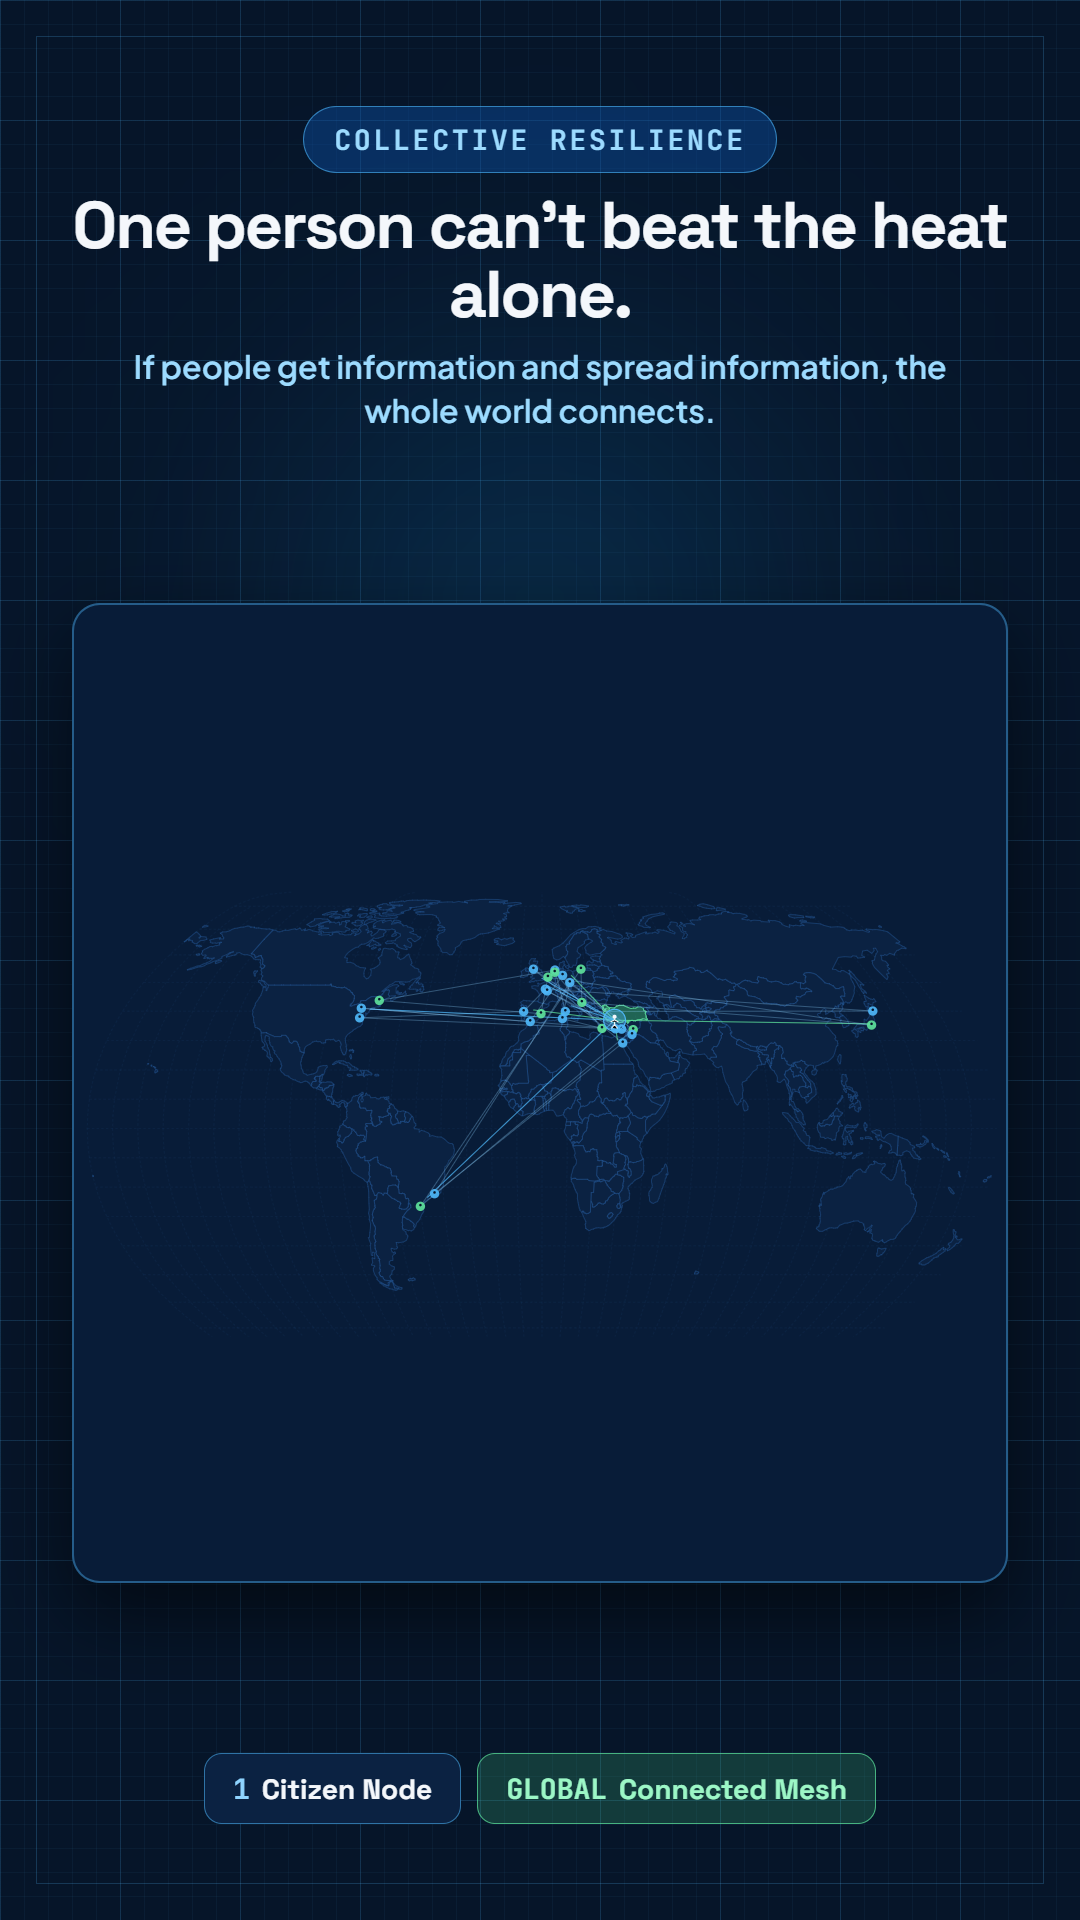 COLLECTIVE RESILIENCE
One person can’t beat the heat
alone.
If people get information and spread information, the
whole world connects.
1 Citizen Node
GLOBAL Connected Mesh